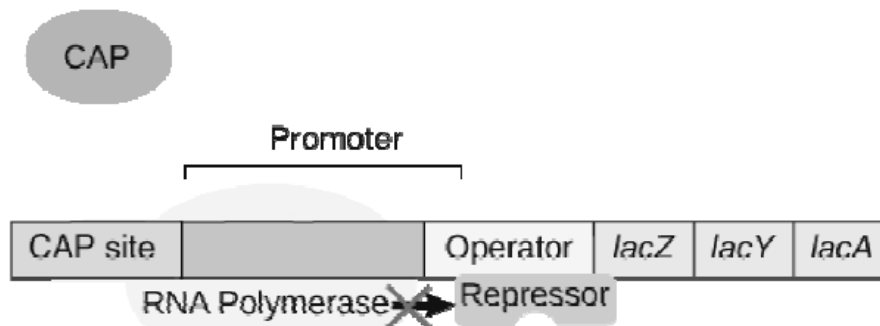 CAP
Promoter
CAP site Operator lacZ lacY lacA
RNA Polymerase Repressor